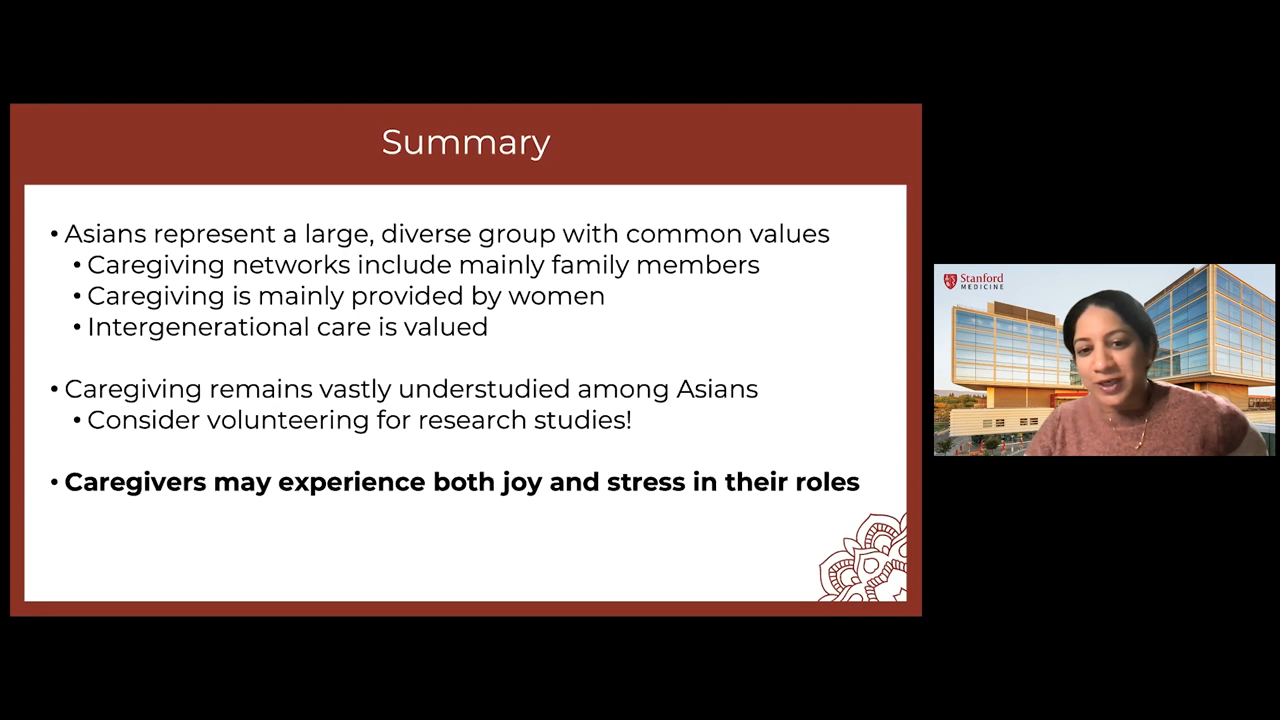 Summary
• Asians represent a large, diverse group with common values
• Caregiving networks include mainly family members
• Caregiving is mainly provided by women
• Intergenerational care is valued
• Caregiving remains vastly understudied among Asians
• Consider volunteering for research studies!
• Caregivers may experience both joy and stress in their roles
Stanford
MEDICINE